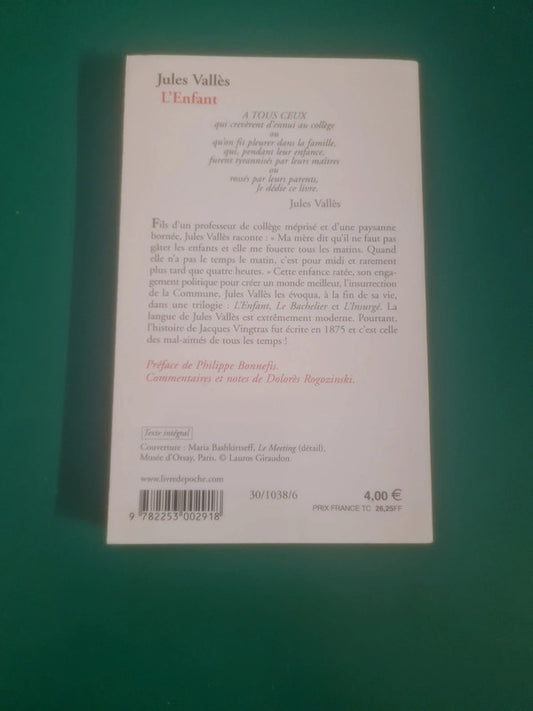 Jules Vallès
L'Enfant
A TOUS CEUX
qui crevèrent d'ennui au collège
ou
qu'on fit pleurer dans la famille,
qui, pendant leur enfance,
furent tyrannisés par leurs maîtres
ou
rossés par leurs parents,
Je dédie ce livre.
Jules Vallès
Fils d'un professeur de collège méprisé et d'une paysanne
bornée, Jules Vallès raconte : « Ma mère dit qu'il ne faut pas
gâter les enfants et elle me fouette tous les matins. Quand
elle n'a pas le temps le matin, c'est pour midi et rarement
plus tard que quatre heures. » Cette enfance ratée, son enga-
gement politique pour créer un monde meilleur, l'insurrection
de la Commune, Jules Vallès les évoqua, à la fin de sa vie,
dans une trilogie : L'Enfant, Le Bachelier et L'Insurgé. La
langue de Jules Vallès est extrêmement moderne. Pourtant,
l'histoire de Jacques Vingtras fut écrite en 1875 et c'est celle
des mal-aimés de tous les temps !
Préface de Philippe Bonnefis.
Commentaires et notes de Dolorès Rogozinski.
Texte intégral
Couverture : Maria Bashkirtseff, Le Meeting (détail),
Musée d'Orsay, Paris. © Lauros Giraudon.
www.livredepoche.com
30/1038/6
4,00 €
PRIX FRANCE TC 26,25FF
9 782253 002918